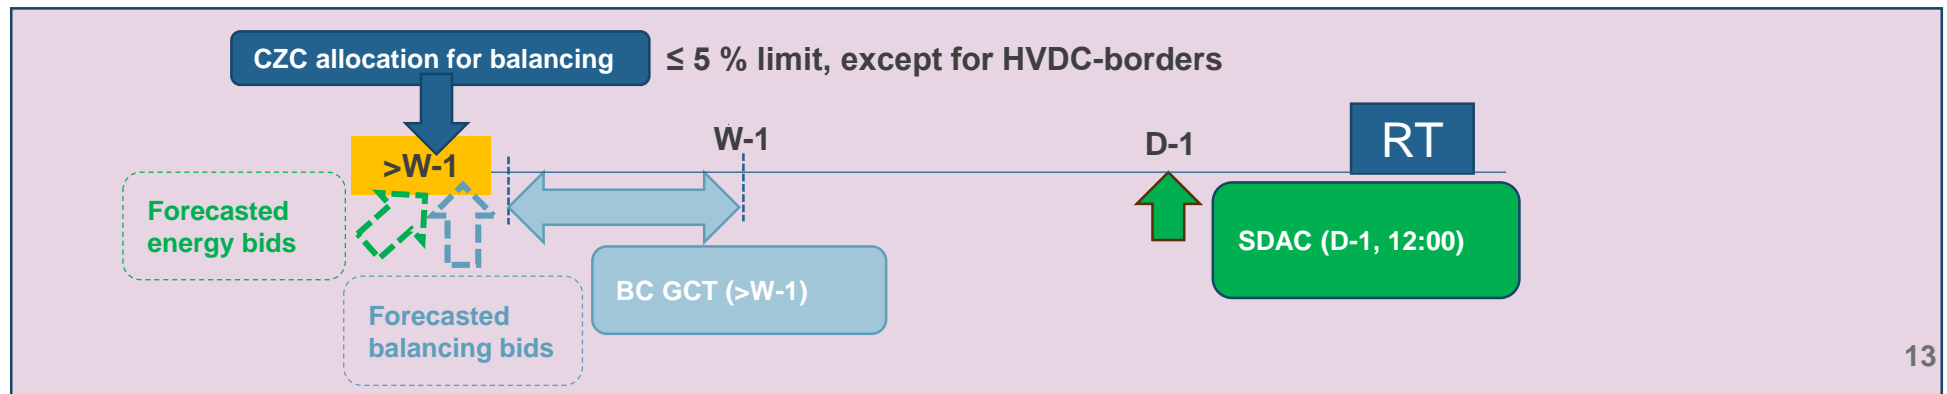 CZC allocation for balancing
≤ 5 % limit, except for HVDC-borders
>W-1
W-1
D-1
RT
Forecasted
energy bids
Forecasted
balancing bids
BC GCT (>W-1)
SDAC (D-1, 12:00)
13